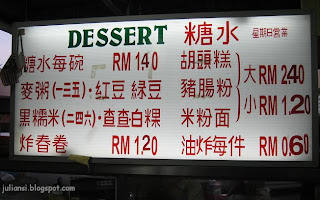 DESSERT 糖水 星期日營業
糖水每碗 RM 1.40
麥粥(一三五)·紅豆 綠豆
黑糯米(二四六)·查查白粿
炸春卷 RM 1.20
胡頭糕
豬腸粉
米粉面
大 RM 2.40
小 RM 1.20
油炸每件 RM 0.60
juliansi.blogspot.com